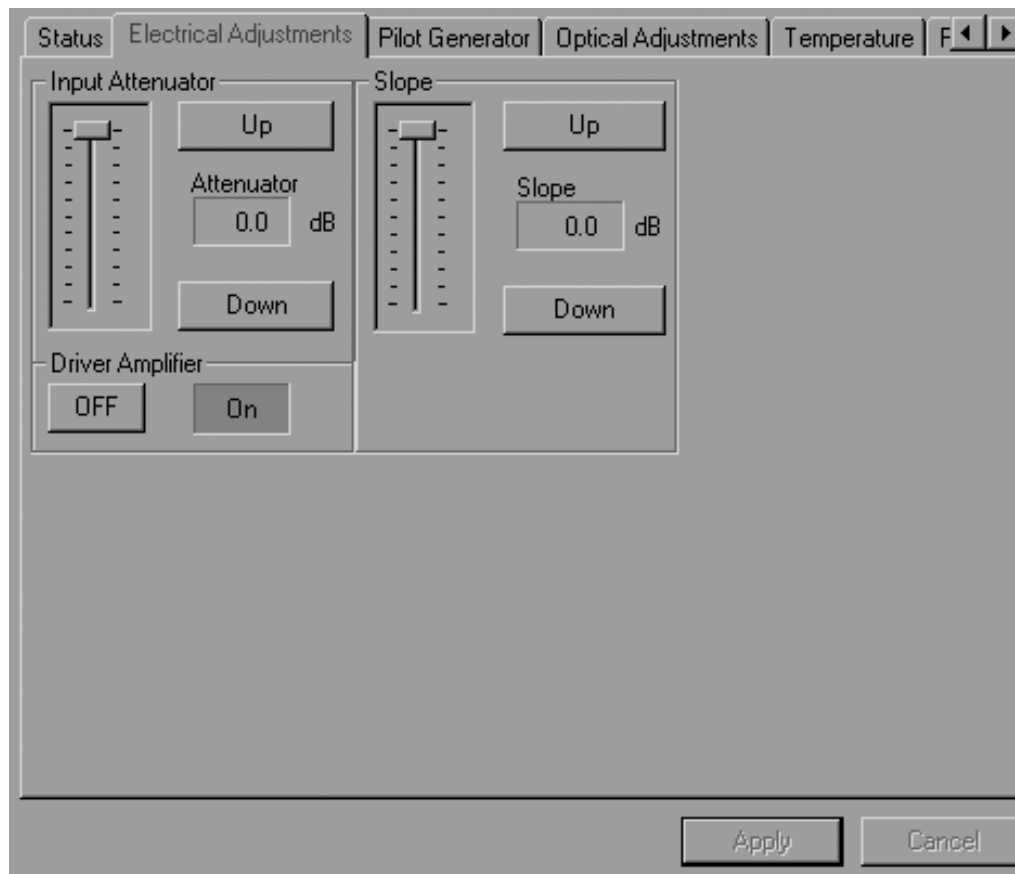 Status Electrical Adjustments Pilot Generator Optical Adjustments Temperature
Input Attenuator
Up
Attenuator
0.0 dB
Down
Slope
Up
Slope
0.0 dB
Down
Driver Amplifier
OFF On
Apply Cancel